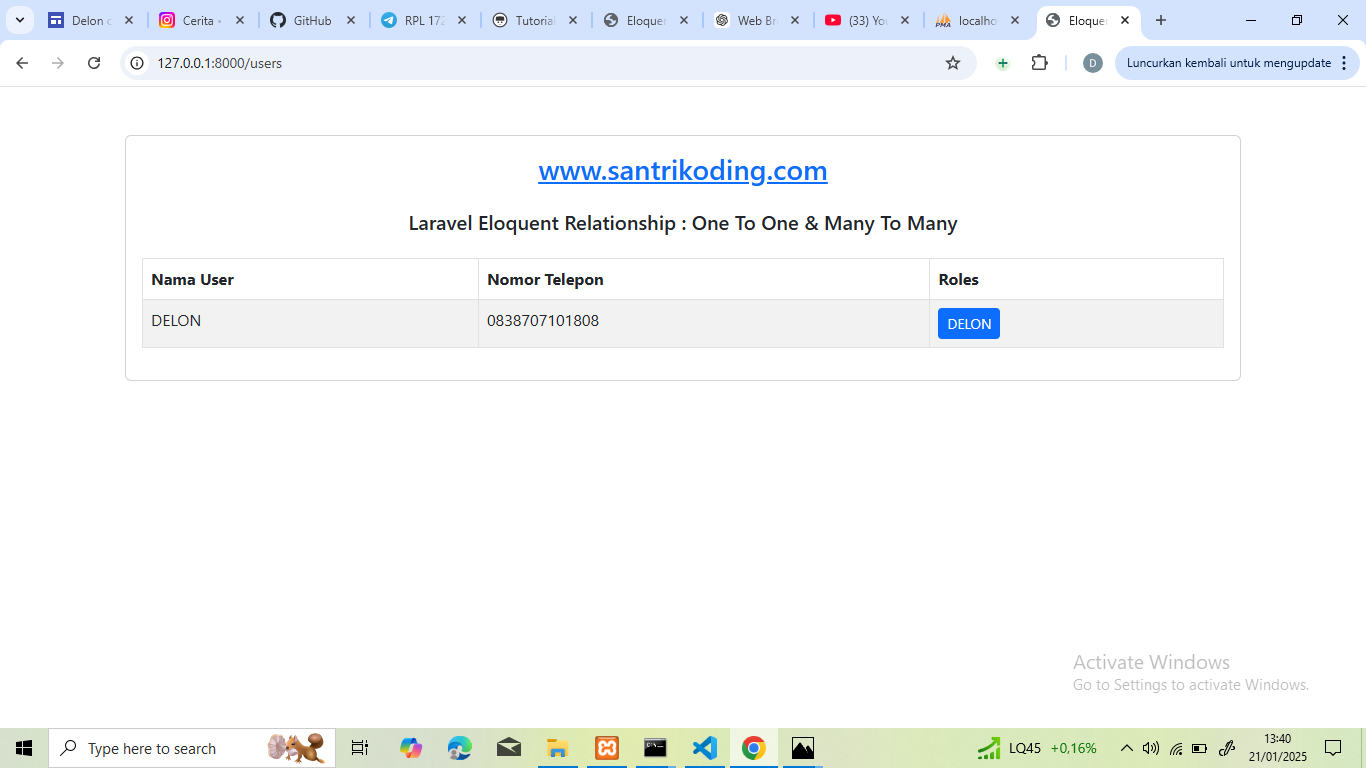 Delon c
Cerita
GitHub
RPL 172
Tutorial
Eloquer
Web Br
(33) You
localho
Eloquer
127.0.0.1:8000/users
D
Luncurkan kembali untuk mengupdate
www.santrikoding.com
Laravel Eloquent Relationship : One To One & Many To Many
Nama User Nomor Telepon Roles
DELON 0838707101808 DELON
Activate Windows
Go to Settings to activate Windows.
Type here to search
LQ45 +0,16%
13:40
21/01/2025